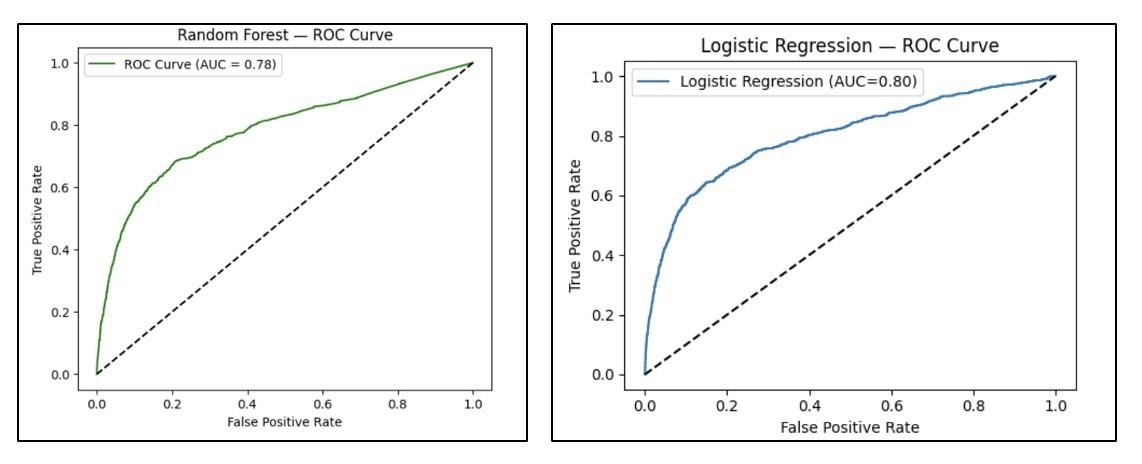 Random Forest — ROC Curve
ROC Curve (AUC = 0.78)
True Positive Rate
1.0
0.8
0.6
0.4
0.2
0.0
0.0 0.2 0.4 0.6 0.8 1.0
False Positive Rate
Logistic Regression — ROC Curve
Logistic Regression (AUC=0.80)
True Positive Rate
1.0
0.8
0.6
0.4
0.2
0.0
0.0 0.2 0.4 0.6 0.8 1.0
False Positive Rate